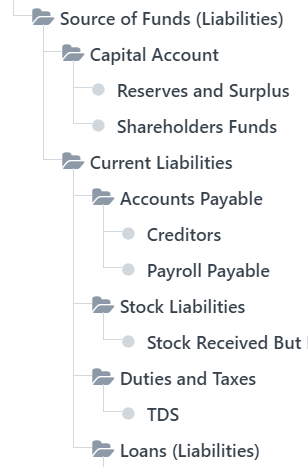 Source of Funds (Liabilities)
Capital Account
Reserves and Surplus
Shareholders Funds
Current Liabilities
Accounts Payable
Creditors
Payroll Payable
Stock Liabilities
Stock Received But
Duties and Taxes
TDS
Loans (Liabilities)